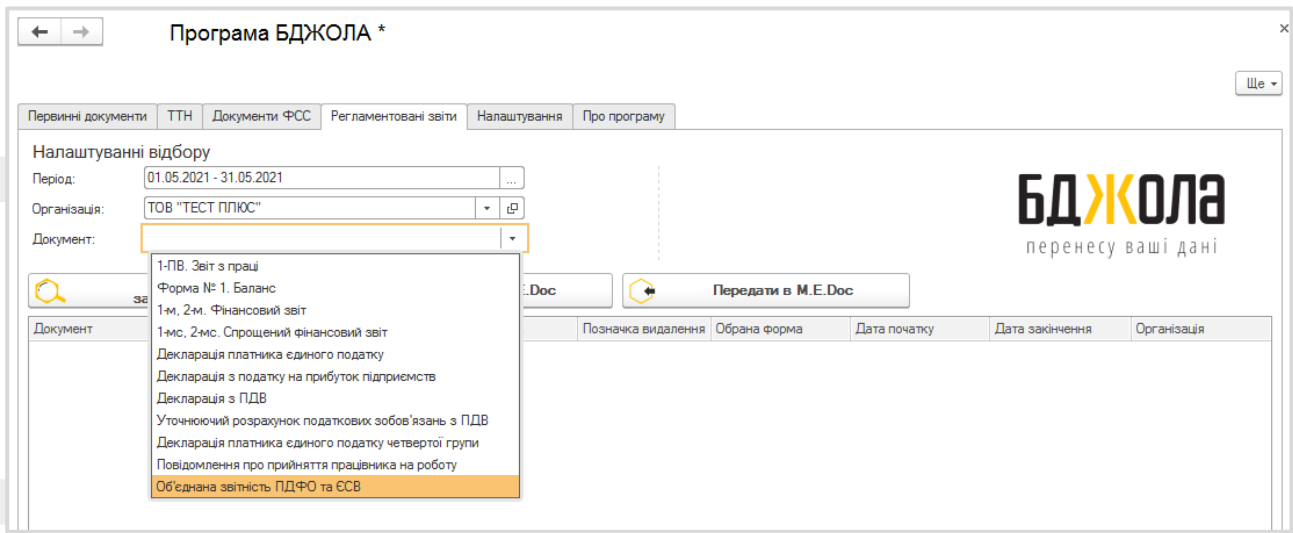 Програма БДЖОЛА *
×
Ще
Первинні документи ТТН Документи ФСС Регламентовані звіти Налаштування Про програму
Налаштуванні відбору
Період: 01.05.2021 - 31.05.2021 ...
Організація: ТОВ "ТЕСТ ПЛЮС"
Документ:
БДЖОЛА
перенесу ваші дані
1-ПВ. Звіт з праці
Форма № 1. Баланс
1-м, 2-м. Фінансовий звіт
1-мс, 2-мс. Спрощений фінансовий звіт
Декларація платника єдиного податку
Декларація з податку на прибуток підприємств
Декларація з ПДВ
Уточнюючий розрахунок податкових зобов'язань з ПДВ
Декларація платника єдиного податку четвертої групи
Повідомлення про прийняття працівника на роботу
Об'єднана звітність ПДФО та ЄСВ
за .Doc Передати в M.E.Doc
Документ Позначка видалення Обрана форма Дата початку Дата закінчення Організація